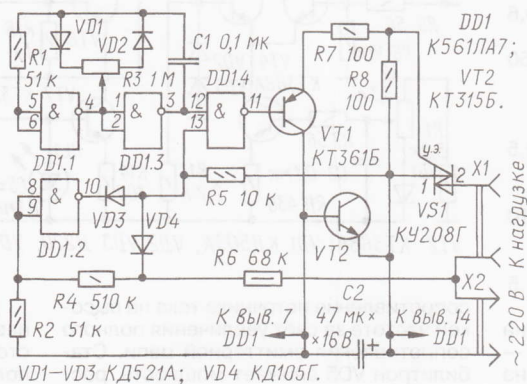 VD1
VD2
R1
51 к
C1 0,1 мк
R3 1 М
DD1.4
R7 100
R8
100
DD1
К561ЛА7;
VT2
КТ315Б.
5
6
&
4
1
2
&
3
12
13
&
11
DD1.1
DD1.3
VT1
КТ361Б
У.Э.
1
2
X1
VS1
КУ208Г
8
9
&
10
DD1.2
VD3
VD4
R5 10 к
VT2
R6 68 к
X2
R4 510 к
R2 51 к
К выв. 7
DD1
C2
47 мк×
×16 В
+
К выв. 14
DD1
~220 В К нагрузке
VD1–VD3 КД521А; VD4 КД105Г.